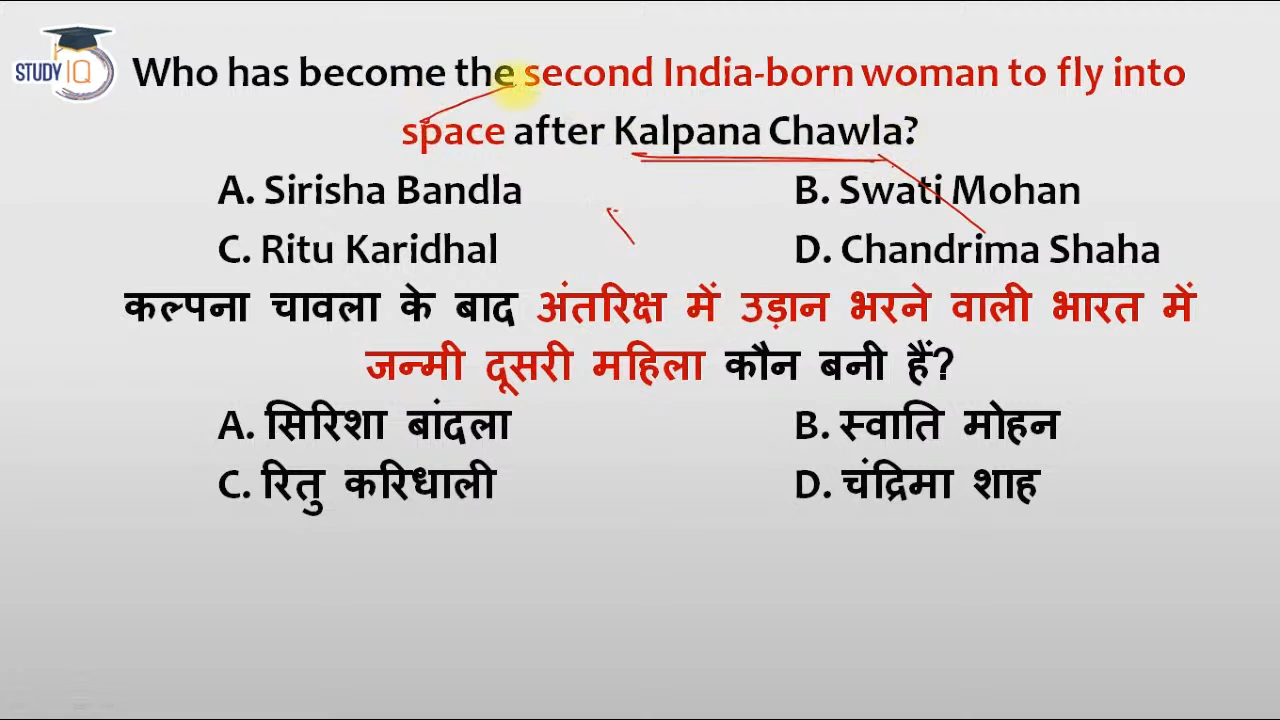 STUDY IQ
Who has become the second India-born woman to fly into
space after Kalpana Chawla?
A. Sirisha Bandla B. Swati Mohan
C. Ritu Karidhal D. Chandrima Shaha
कल्पना चावला के बाद अंतरिक्ष में उड़ान भरने वाली भारत में
जन्मी दूसरी महिला कौन बनी हैं?
A. सिरिशा बांदला B. स्वाति मोहन
C. रितु करिधाली D. चंद्रिमा शाह